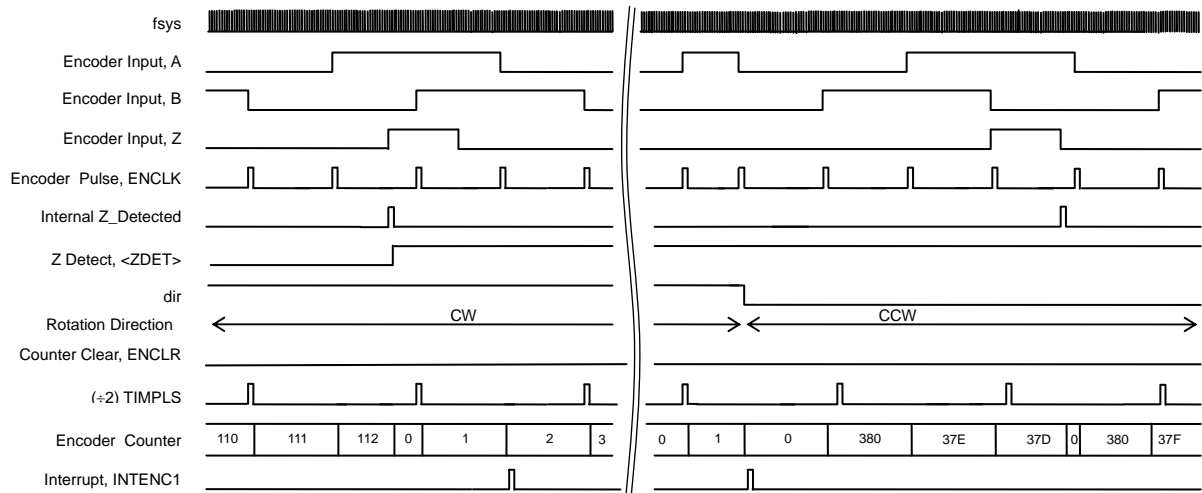 fsys
Encoder Input, A
Encoder Input, B
Encoder Input, Z
Encoder Pulse, ENCLK
Internal Z_Detected
Z Detect, <ZDET>
dir
Rotation Direction CW CCW
Counter Clear, ENCLR
(÷2) TIMPLS
Encoder Counter 110 111 112 0 1 2 3 0 1 0 380 37E 37D 0 380 37F
Interrupt, INTENC1